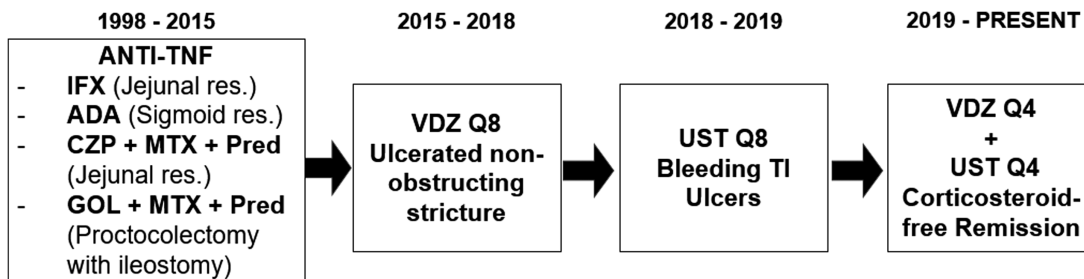 1998 - 2015
ANTI-TNF
- IFX (Jejunal res.)
- ADA (Sigmoid res.)
- CZP + MTX + Pred
(Jejunal res.)
- GOL + MTX + Pred
(Proctocolectomy
with ileostomy)
2015 - 2018
VDZ Q8
Ulcerated non-
obstructing
stricture
2018 - 2019
UST Q8
Bleeding TI
Ulcers
2019 - PRESENT
VDZ Q4
+
UST Q4
Corticosteroid-
free Remission